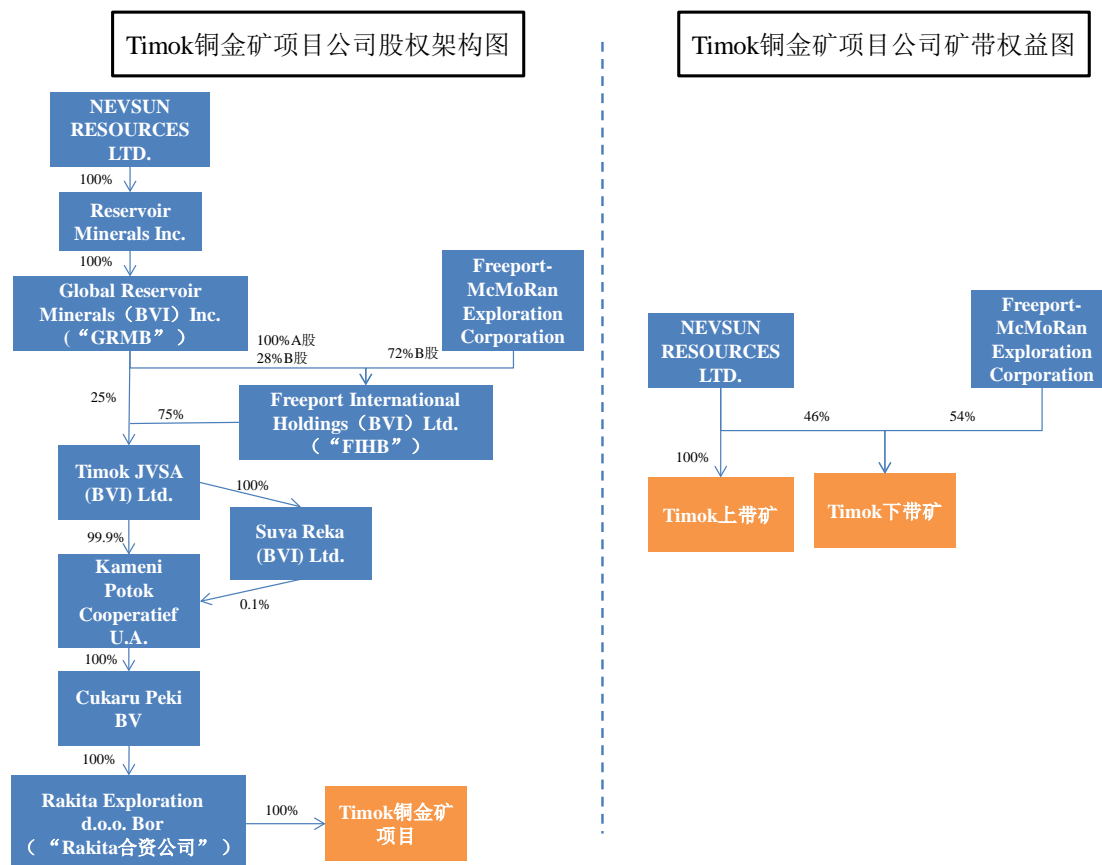 Timok铜金矿项目公司股权架构图
NEVSUN
RESOURCES
LTD.
100%
Reservoir
Minerals Inc.
100%
Global Reservoir
Minerals（BVI）Inc.
(“GRMB” ）
Freeport-
McMoRan
Exploration
Corporation
100%A股
28%B股
72%B股
25%
75%
Freeport International
Holdings（BVI）Ltd.
（ “FIHB” ）
Timok JVSA
(BVI) Ltd.
100%
Suva Reka
(BVI) Ltd.
99.9%
Kameni
Potok
Cooperatief
U.A.
0.1%
100%
Cukaru Peki
BV
100%
Rakita Exploration
d.o.o. Bor
（ “Rakita合资公司” ）
100%
Timok铜金矿
项目
Timok铜金矿项目公司矿带权益图
NEVSUN
RESOURCES
LTD.
Freeport-
McMoRan
Exploration
Corporation
46%
54%
100%
Timok上带矿
Timok下带矿